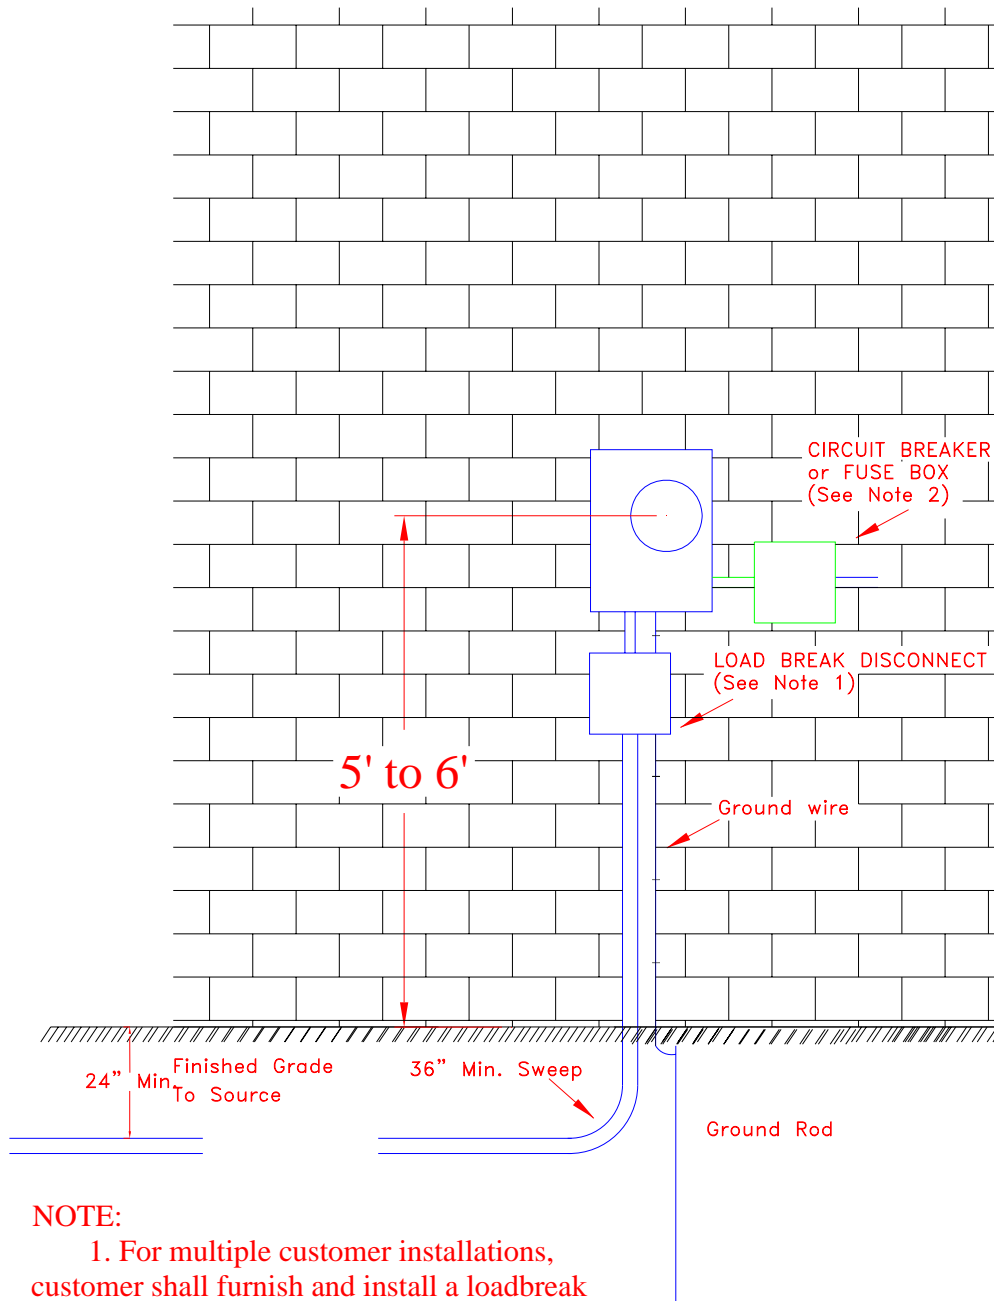 CIRCUIT BREAKER
or FUSE BOX
(See Note 2)
LOAD BREAK DISCONNECT
(See Note 1)
5' to 6'
Ground wire
24" Min.
Finished Grade
To Source
36" Min. Sweep
Ground Rod
NOTE:
1. For multiple customer installations,
customer shall furnish and install a loadbreak